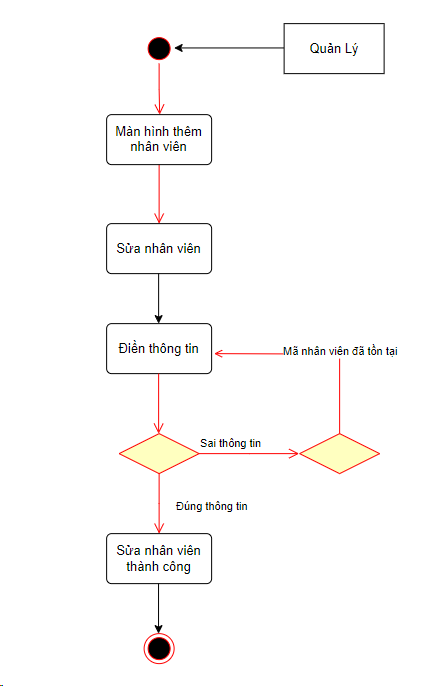 Quản Lý
Màn hình thêm
nhân viên
Sửa nhân viên
Điền thông tin
Mã nhân viên đã tồn tại
Sai thông tin
Đúng thông tin
Sửa nhân viên
thành công